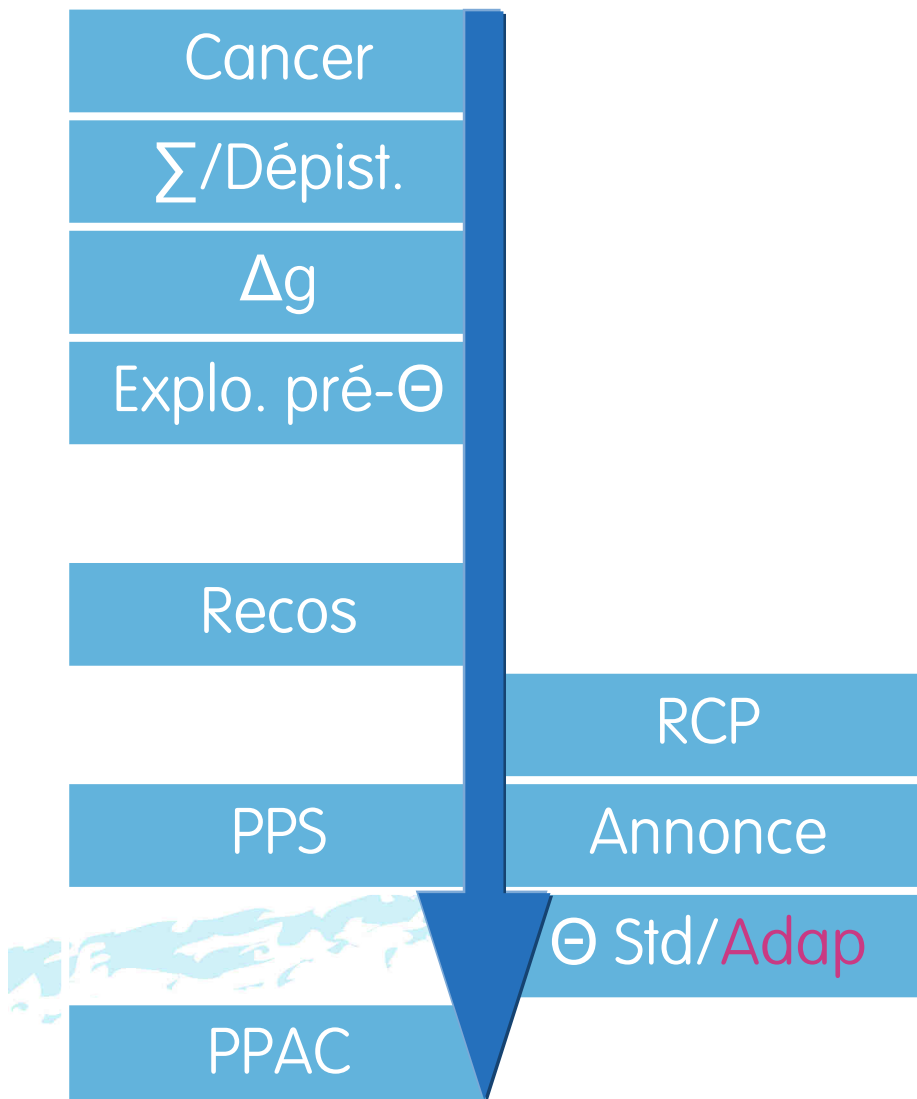 Cancer
∑/Dépist.
Δg
Explo. pré-Θ
Recos
RCP
PPS
Annonce
Θ Std/Adap
PPAC